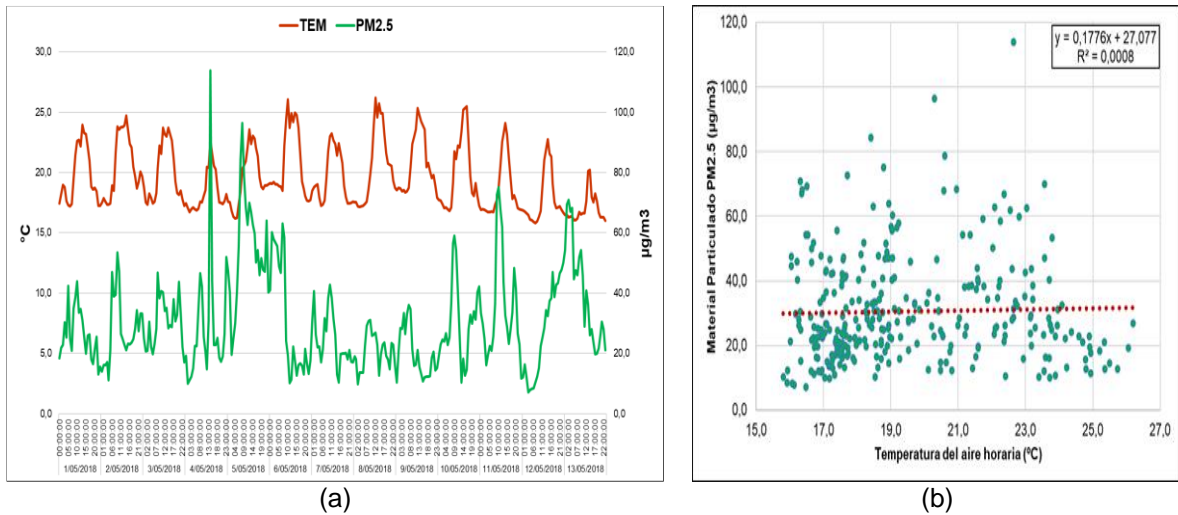 TEM PM2.5
30,0
25,0
20,0
15,0
10,0
5,0
0,0
°C
120,0
100,0
80,0
60,0
40,0
20,0
0,0
µg/m3
1/05/2018 2/05/2018 3/05/2018 4/05/2018 5/05/2018 6/05/2018 7/05/2018 8/05/2018 9/05/2018 10/05/2018 11/05/2018 12/05/2018 13/05/2018
(a)
y = 0,1776x + 27,077
R² = 0,0008
Material Particulado PM2.5 (µg/m3)
120,0
100,0
80,0
60,0
40,0
20,0
0,0
15,0 17,0 19,0 21,0 23,0 25,0 27,0
Temperatura del aire horaria (ºC)
(b)